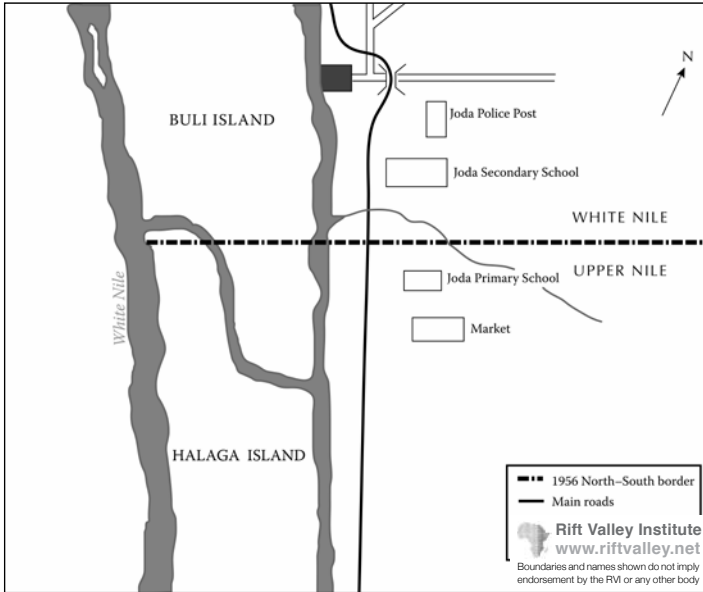 N
BULI ISLAND
Joda Police Post
Joda Secondary School
WHITE NILE
UPPER NILE
White Nile
Joda Primary School
Market
HALAGA ISLAND
1956 North–South border
Main roads
Rift Valley Institute
www.riftvalley.net
Boundaries and names shown do not imply
endorsement by the RVI or any other body